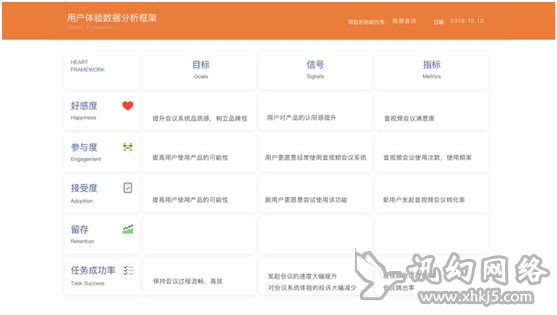 用户体验数据分析框架
HEART Framework
项目名称或代号： 视频会议
日期： 2016.10.10
HEART
FRAMEWORK
目标
Goals
信号
Signals
指标
Metrics
好感度
Happiness
提升会议系统品质感，树立品牌性
用户对产品的认同感提升
音视频会议满意度
参与度
Engagement
提高用户使用产品的可能性
用户更愿意经常使用音视频会议系统
音视频会议使用次数，使用频率
接受度
Adoption
提高用户使用产品的可能性
新用户更愿意尝试使用该功能
新用户发起音视频会议转化率
留存
Retention
任务成功率
Task Success
保持会议过程流畅，高效
发起会议的速度大幅提升
对会议系统体验的投诉大幅减少
会议跳出率
讯幻网络
www.xhkj5.com